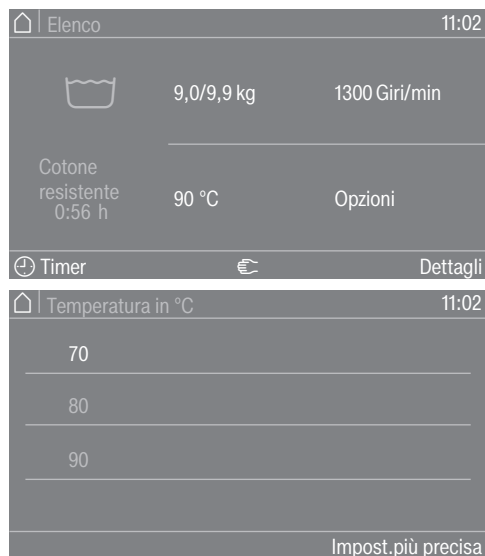 Elenco 11:02
9,0/9,9 kg 1300 Giri/min
Cotone
resistente
0:56 h
90 °C Opzioni
Timer Dettagli
Temperatura in °C 11:02
70
80
90
Impost.più precisa